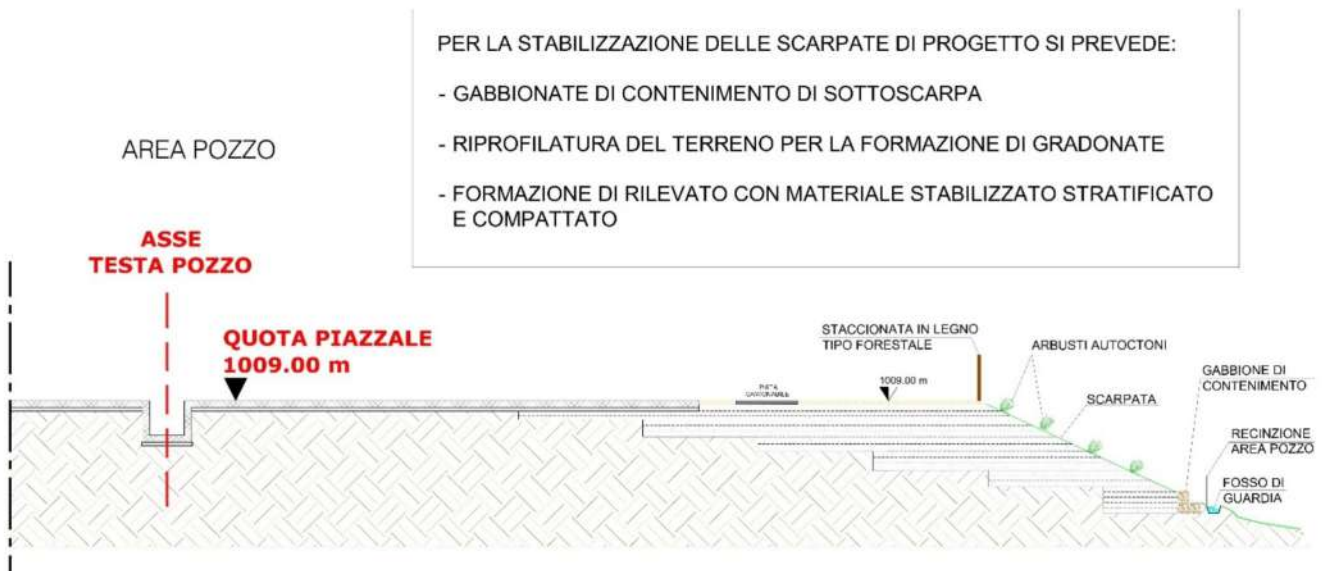 PER LA STABILIZZAZIONE DELLE SCARPATE DI PROGETTO SI PREVEDE:
- GABBIONATE DI CONTENIMENTO DI SOTTOSCARPA
- RIPROFILATURA DEL TERRENO PER LA FORMAZIONE DI GRADONATE
- FORMAZIONE DI RILEVATO CON MATERIALE STABILIZZATO STRATIFICATO
E COMPATTATO
AREA POZZO
ASSE
TESTA POZZO
QUOTA PIAZZALE
1009.00 m
1009.00 m
STACCIONATA IN LEGNO
TIPO FORESTALE
ARBUSTI AUTOCTONI
SCARPATA
GABBIONE DI
CONTENIMENTO
RECINZIONE
AREA POZZO
FOSSO DI
GUARDIA